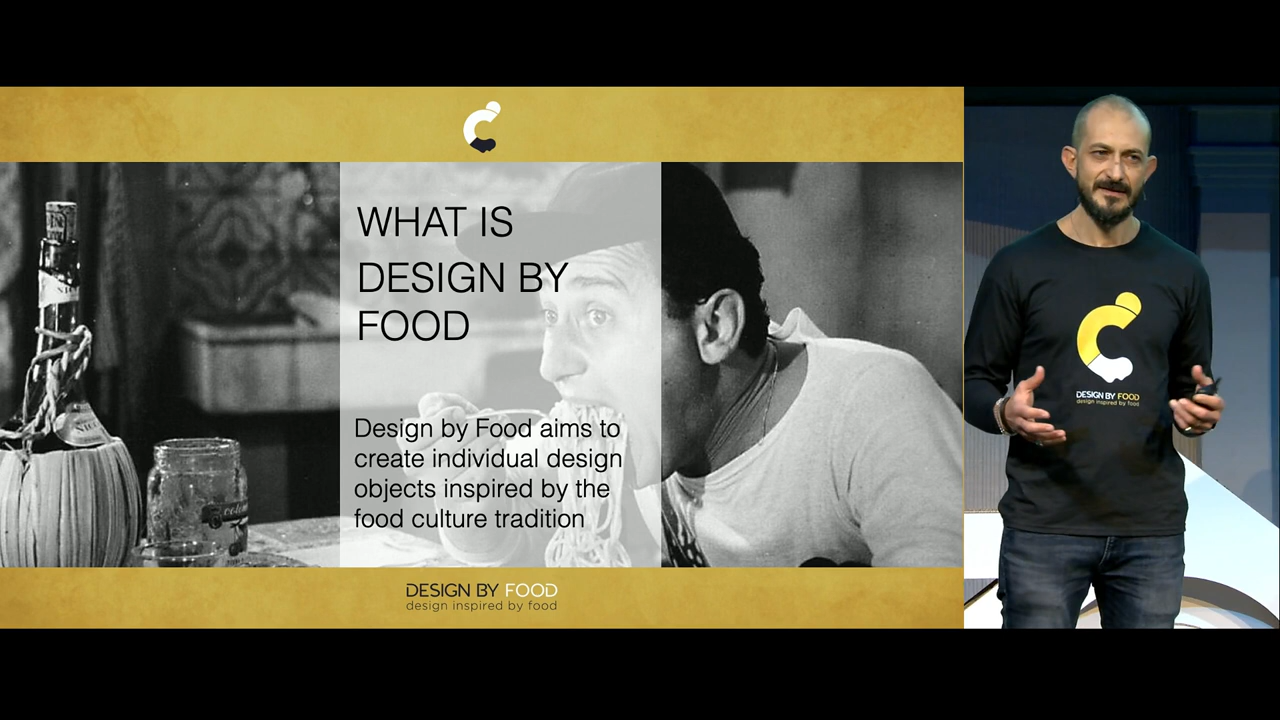 WHAT IS
DESIGN BY
FOOD
Design by Food aims to
create individual design
objects inspired by the
food culture tradition
DESIGN BY FOOD
design inspired by food
DESIGN BY FOOD
design inspired by food